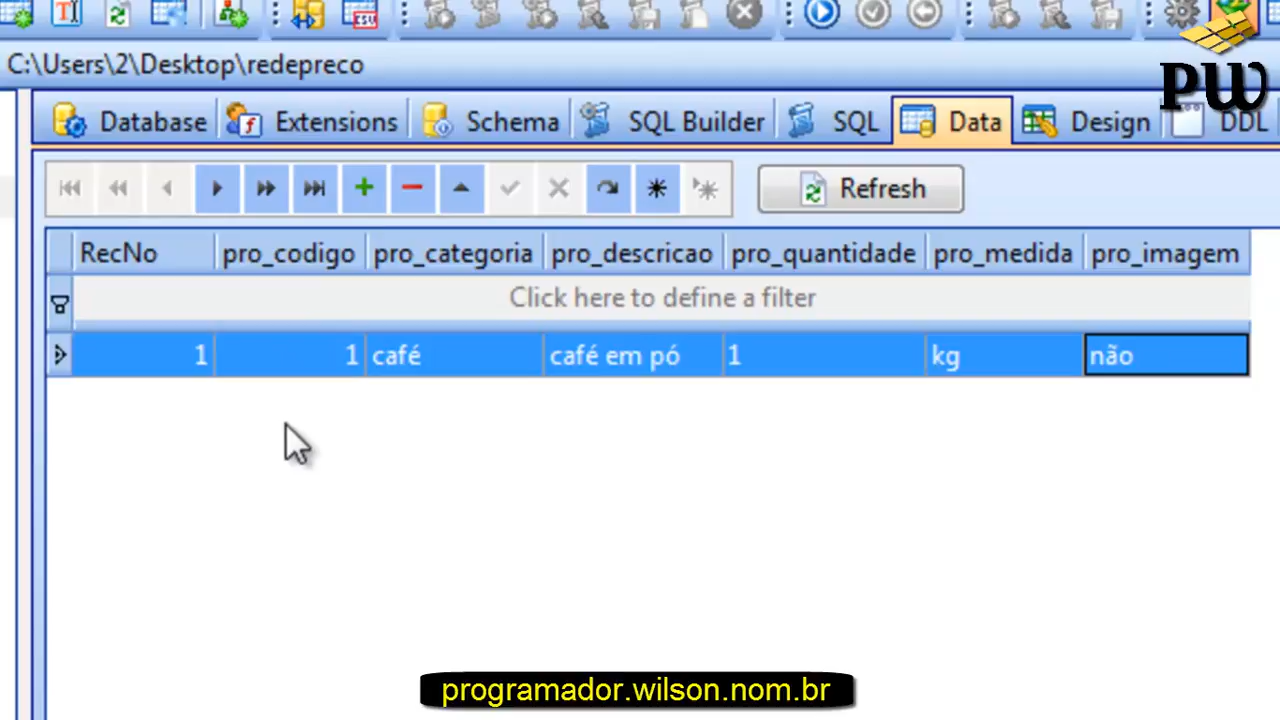 C:\Users\2\Desktop\redepreco
PW
Database Extensions Schema SQL Builder SQL Data Design DDL
Refresh
RecNo pro_codigo pro_categoria pro_descricao pro_quantidade pro_medida pro_imagem
Click here to define a filter
1 1 café café em pó 1 kg não
programador.wilson.nom.br